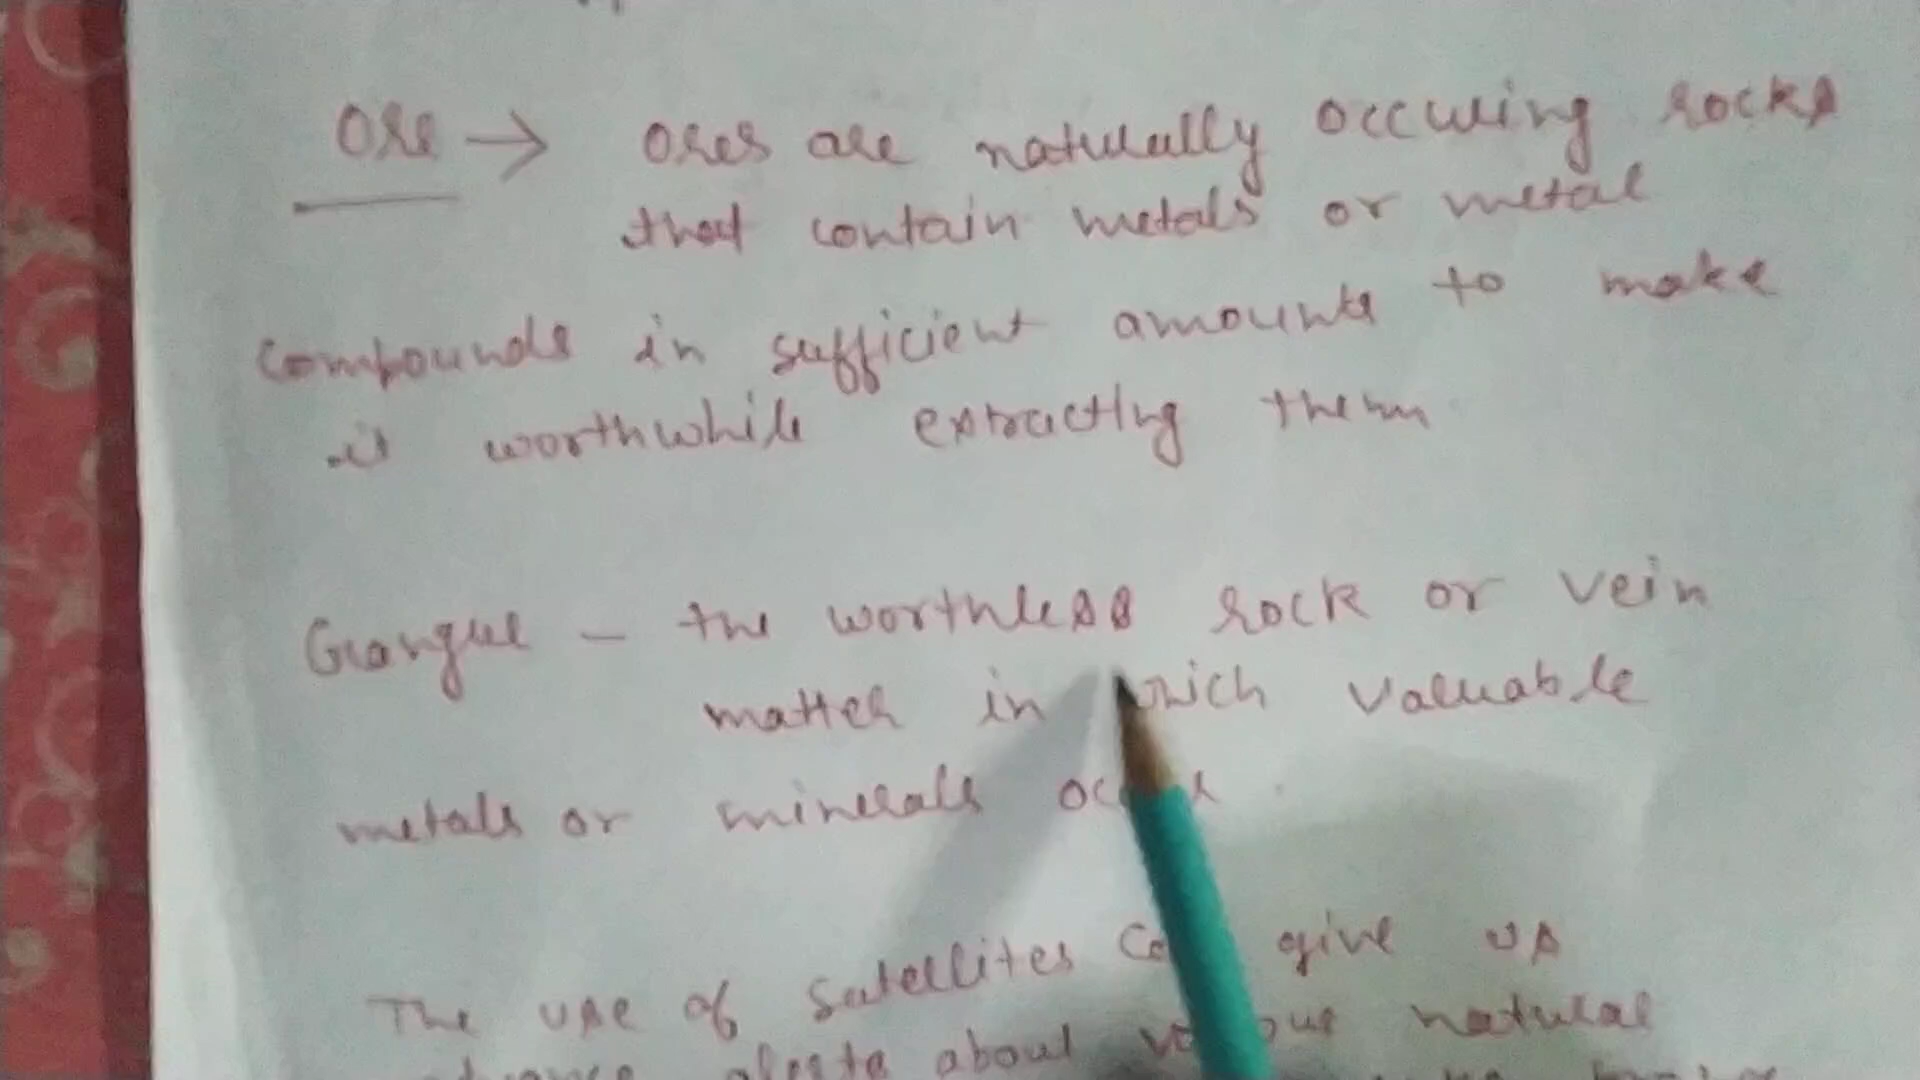 Ore → Ores are naturally occuring rocks
that contain metals or metal
compounds in sufficient amounts to make
it worthwhile extracting them
Gangue - the worthless rock or vein
matter in which valuable
metals or minerals
The use of satellites give us
about natural